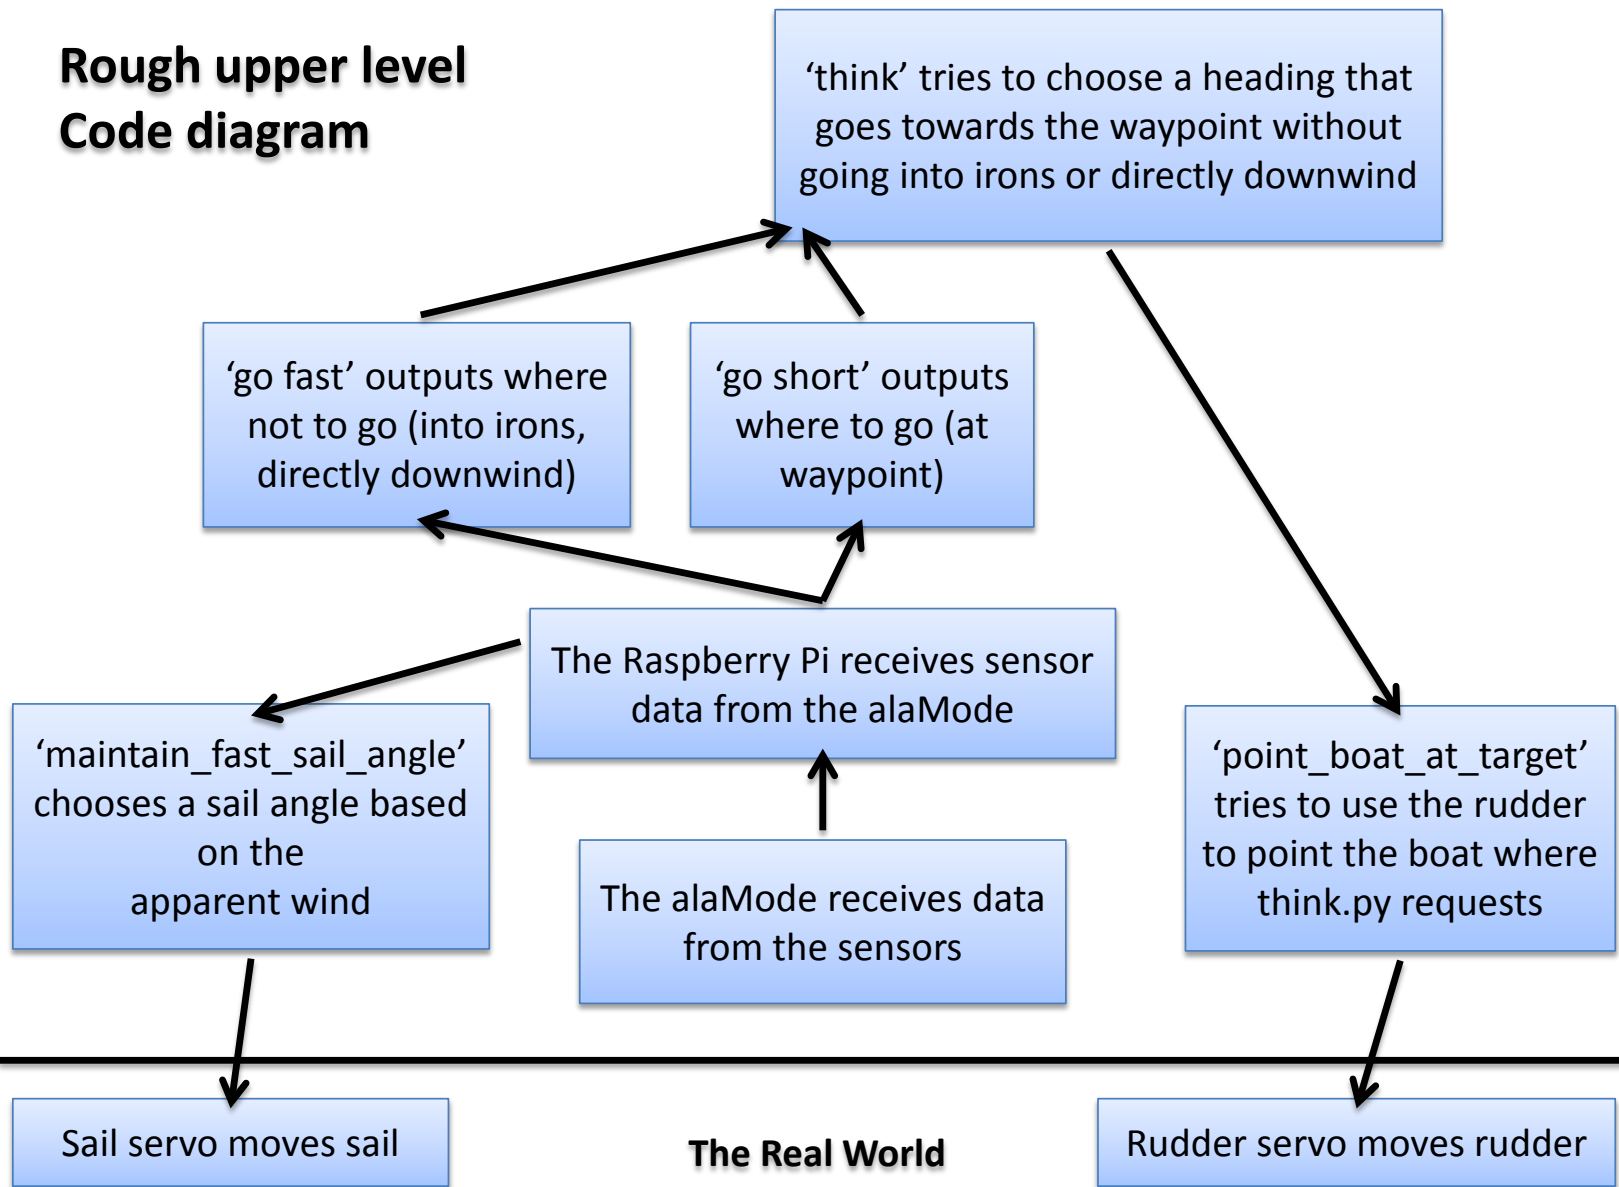 Rough upper level
Code diagram
‘think’ tries to choose a heading that
goes towards the waypoint without
going into irons or directly downwind
‘go fast’ outputs where
not to go (into irons,
directly downwind)
‘go short’ outputs
where to go (at
waypoint)
The Raspberry Pi receives sensor
data from the alaMode
‘maintain_fast_sail_angle’
chooses a sail angle based
on the
apparent wind
The alaMode receives data
from the sensors
‘point_boat_at_target’
tries to use the rudder
to point the boat where
think.py requests
Sail servo moves sail
The Real World
Rudder servo moves rudder